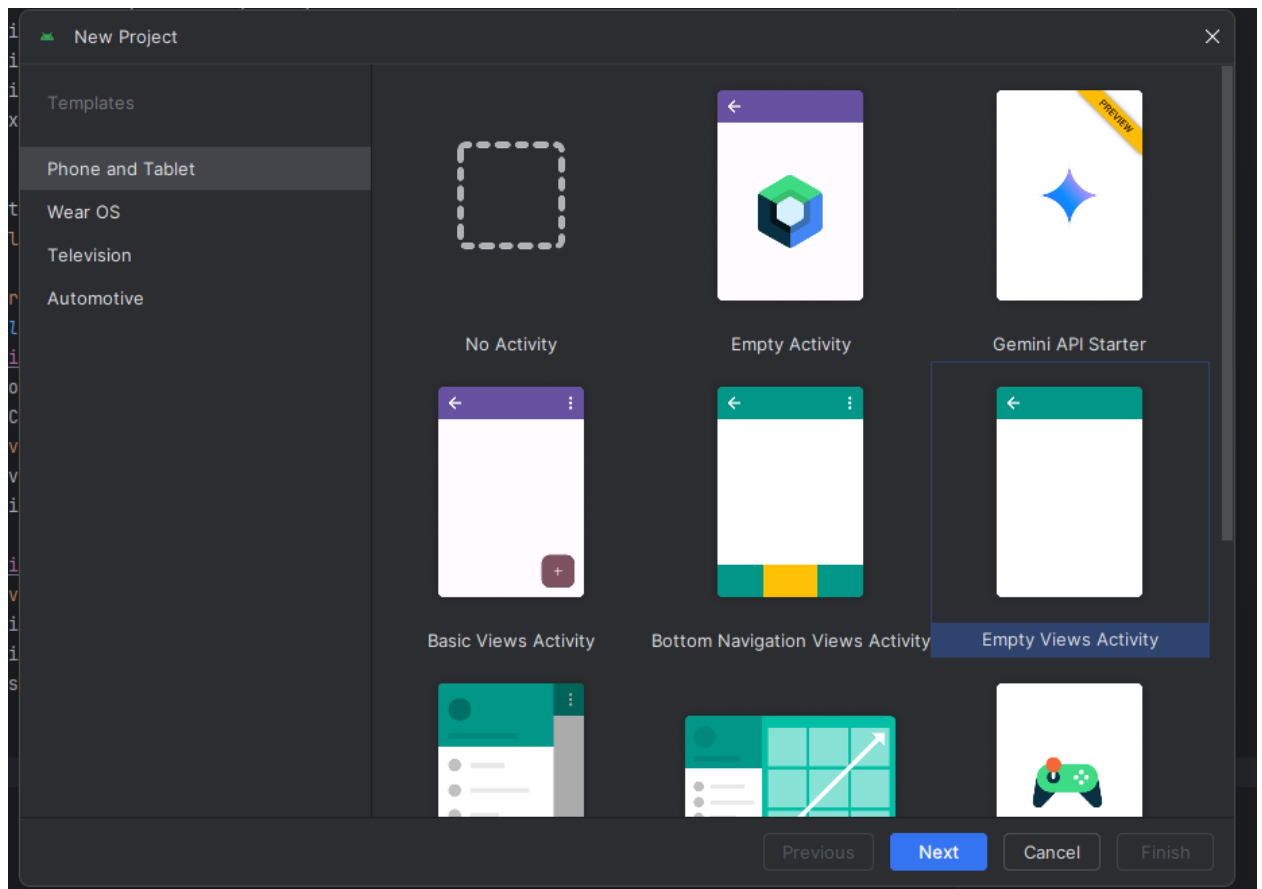 New Project
Templates
Phone and Tablet
Wear OS
Television
Automotive
PREVIEW
No Activity
Empty Activity
Gemini API Starter
Basic Views Activity
Bottom Navigation Views Activity
Empty Views Activity
Previous
Next
Cancel
Finish